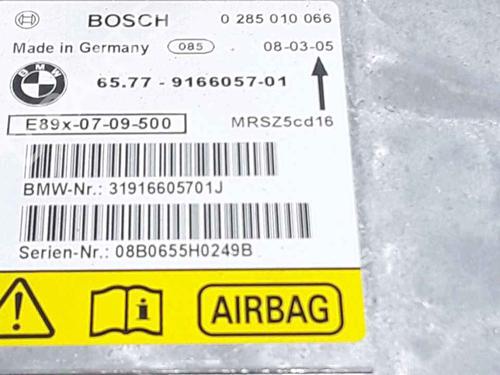 BOSCH 0 285 010 066
Made in Germany 085 08-03-05
BMW 65.77 - 9166057-01
E89x-07-09-500 MRSZ5cd16
BMW-Nr.: 31916605701J
Serien-Nr.: 08B0655H0249B
AIRBAG